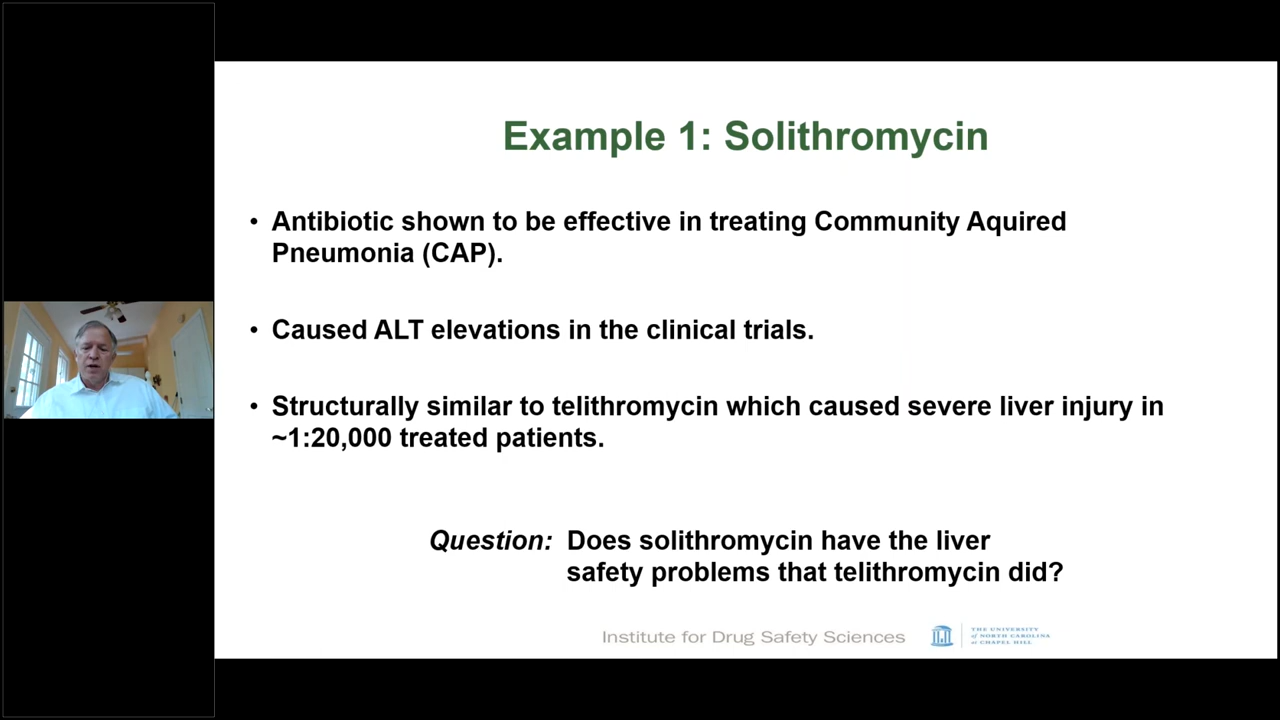 Example 1: Solithromycin
• Antibiotic shown to be effective in treating Community Aquired
Pneumonia (CAP).
• Caused ALT elevations in the clinical trials.
• Structurally similar to telithromycin which caused severe liver injury in
~1:20,000 treated patients.
Question: Does solithromycin have the liver
safety problems that telithromycin did?
Institute for Drug Safety Sciences
THE UNIVERSITY
of NORTH CAROLINA
at CHAPEL HILL